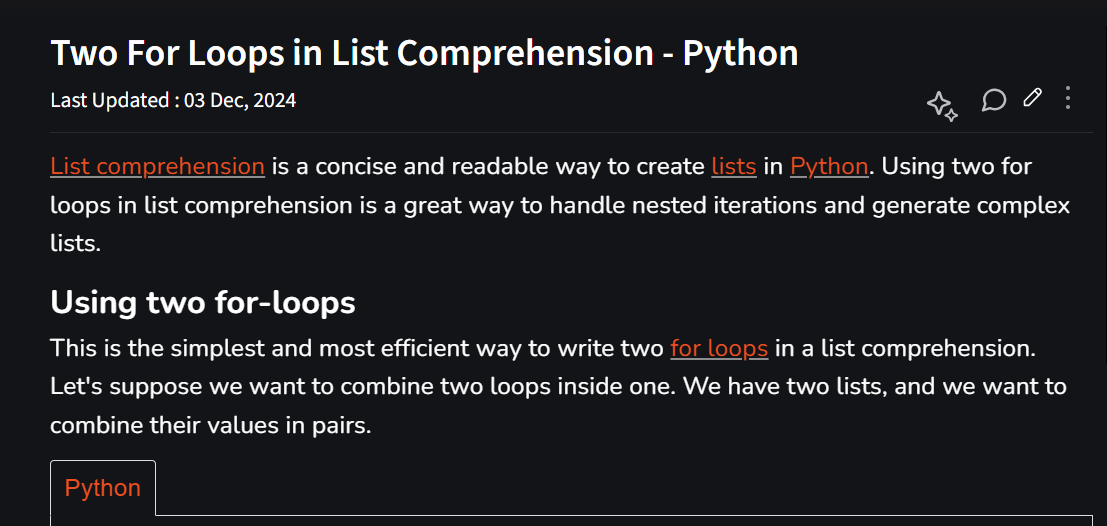 Two For Loops in List Comprehension - Python
Last Updated : 03 Dec, 2024
List comprehension is a concise and readable way to create lists in Python. Using two for
loops in list comprehension is a great way to handle nested iterations and generate complex
lists.
Using two for-loops
This is the simplest and most efficient way to write two for loops in a list comprehension.
Let's suppose we want to combine two loops inside one. We have two lists, and we want to
combine their values in pairs.
Python